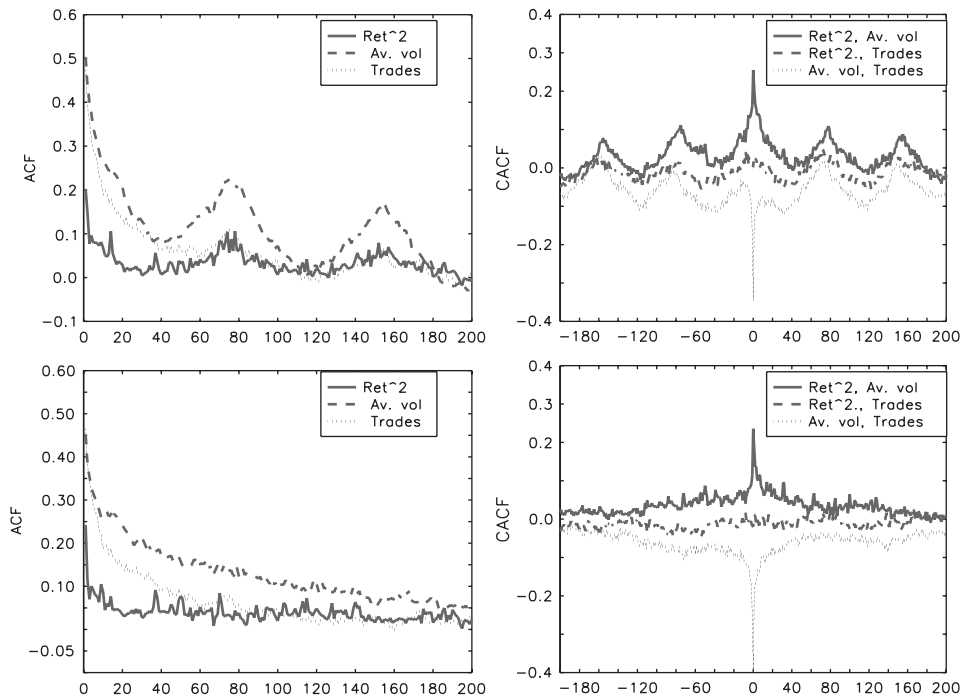 0.6
0.5
0.4
0.3
0.2
0.1
0.0
−0.1
ACF
Ret^2
Av. vol
Trades
0 20 40 60 80 100 120 140 160 180 200
0.4
0.2
0.0
−0.2
−0.4
CACF
Ret^2, Av. vol
Ret^2., Trades
Av. vol, Trades
−180 −120 −60 0 40 80 120 160 200
0.60
0.50
0.40
0.30
0.20
0.10
−0.05
ACF
Ret^2
Av. vol
Trades
0 20 40 60 80 100 120 140 160 180 200
0.4
0.3
0.2
0.0
−0.2
−0.4
CACF
Ret^2, Av. vol
Ret^2., Trades
Av. vol, Trades
−180 −120 −60 0 40 80 120 160 200